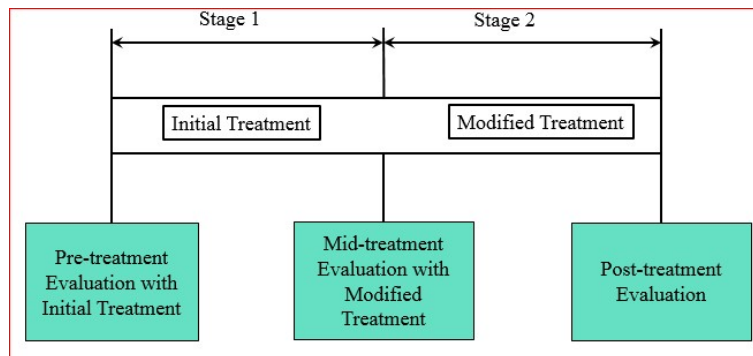 Stage 1
Stage 2
Initial Treatment
Modified Treatment
Pre-treatment
Evaluation with
Initial Treatment
Mid-treatment
Evaluation with
Modified
Treatment
Post-treatment
Evaluation